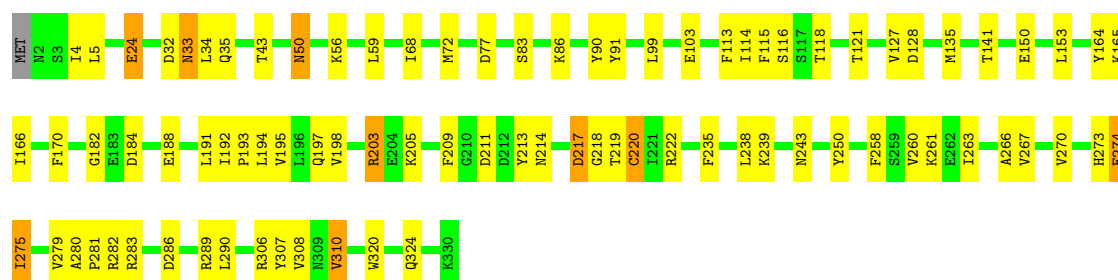 MET N2 S3 I4 L5 E24 D32 N33 L34 Q35 T43 N50 K56 L59 I68 M72 D77 S83 K86 Y90 Y91 L99 E103 F113 I114 F115 S116 S117 T118 T121 V127 D128 M135 T141 E150 L153 Y164 K165
I166 F170 G182 E183 D184 E188 L191 I192 P193 L194 V195 L196 Q197 V198 R203 E204 K205 F209 G210 D211 D212 Y213 N214 D217 G218 T219 C220 I221 R222 F235 L238 K239 N243 Y250 F258 S259 V260 K261 E262 I263 A266 V267 V270 H273
I275 V279 A280 P281 R282 R283 D286 R289 L290 R306 Y307 V308 N309 V310 W320 Q324 K330